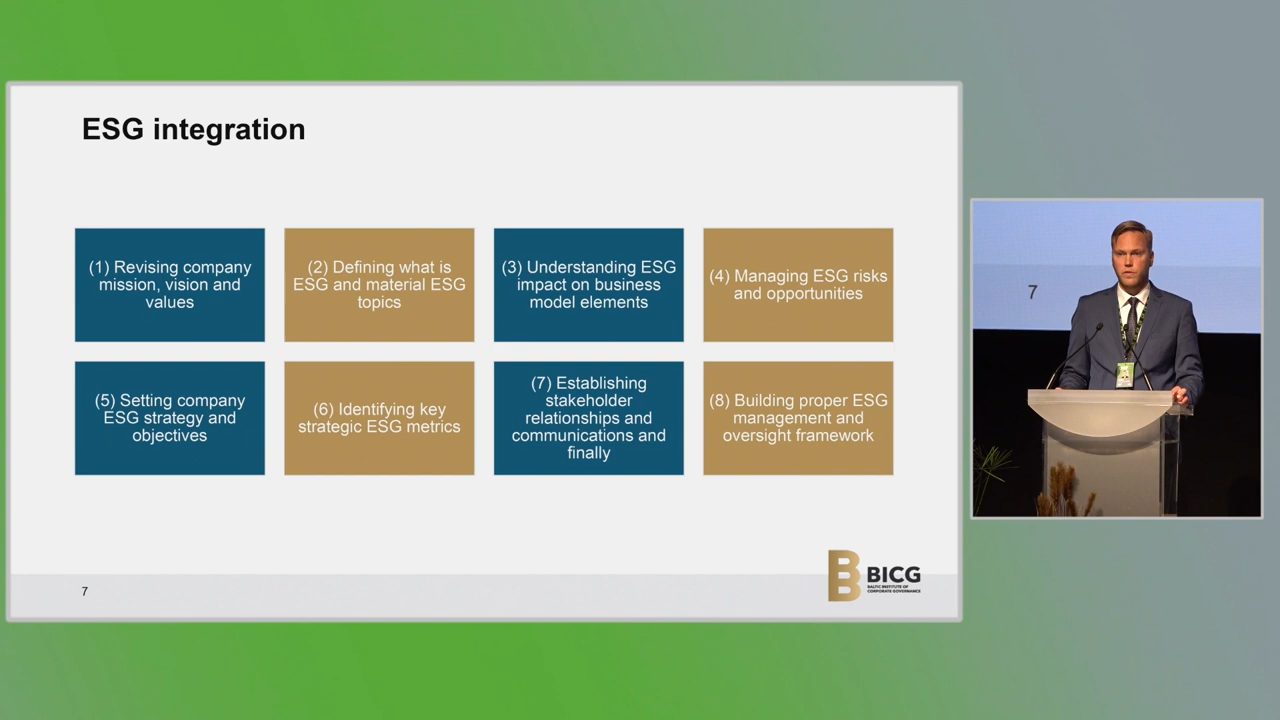 ESG integration
(1) Revising company
mission, vision and
values
(2) Defining what is
ESG and material ESG
topics
(3) Understanding ESG
impact on business
model elements
(4) Managing ESG risks
and opportunities
(5) Setting company
ESG strategy and
objectives
(6) Identifying key
strategic ESG metrics
(7) Establishing
stakeholder
relationships and
communications and
finally
(8) Building proper ESG
management and
oversight framework
7
BICG
BALTIC INSTITUTE OF
CORPORATE GOVERNANCE
7